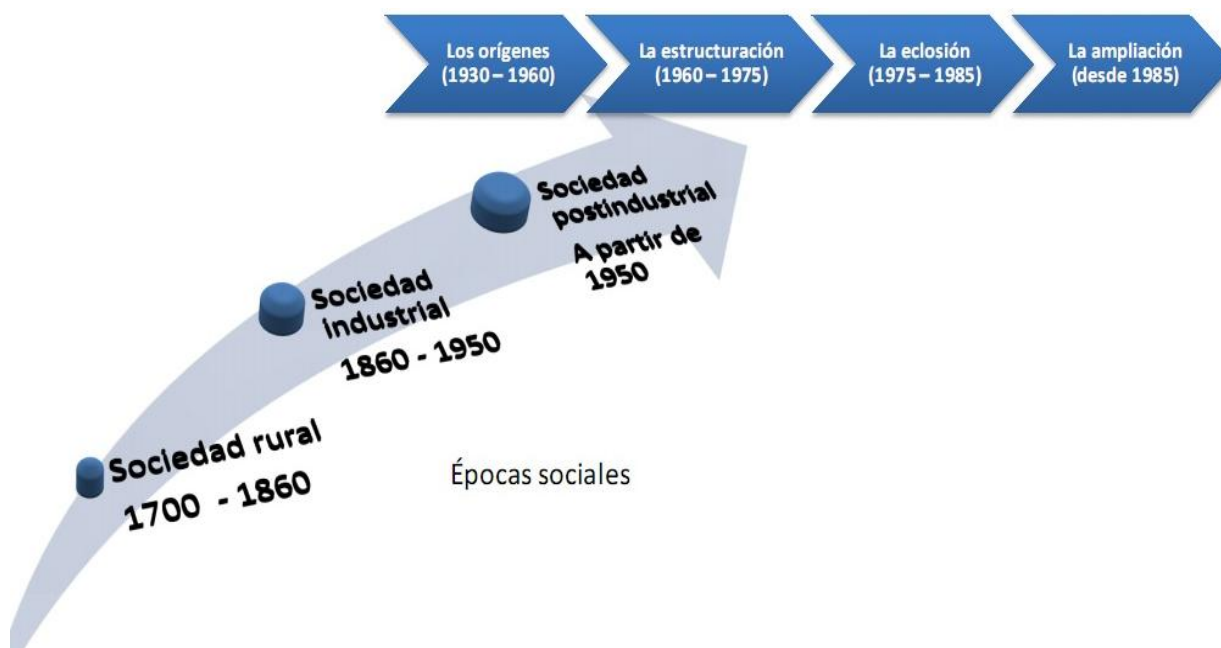 Los orígenes
(1930 – 1960)
La estructuración
(1960 – 1975)
La eclosión
(1975 – 1985)
La ampliación
(desde 1985)
Sociedad
postindustrial
A partir de
1950
Sociedad
industrial
1860 - 1950
Sociedad rural
1700 - 1860
Épocas sociales